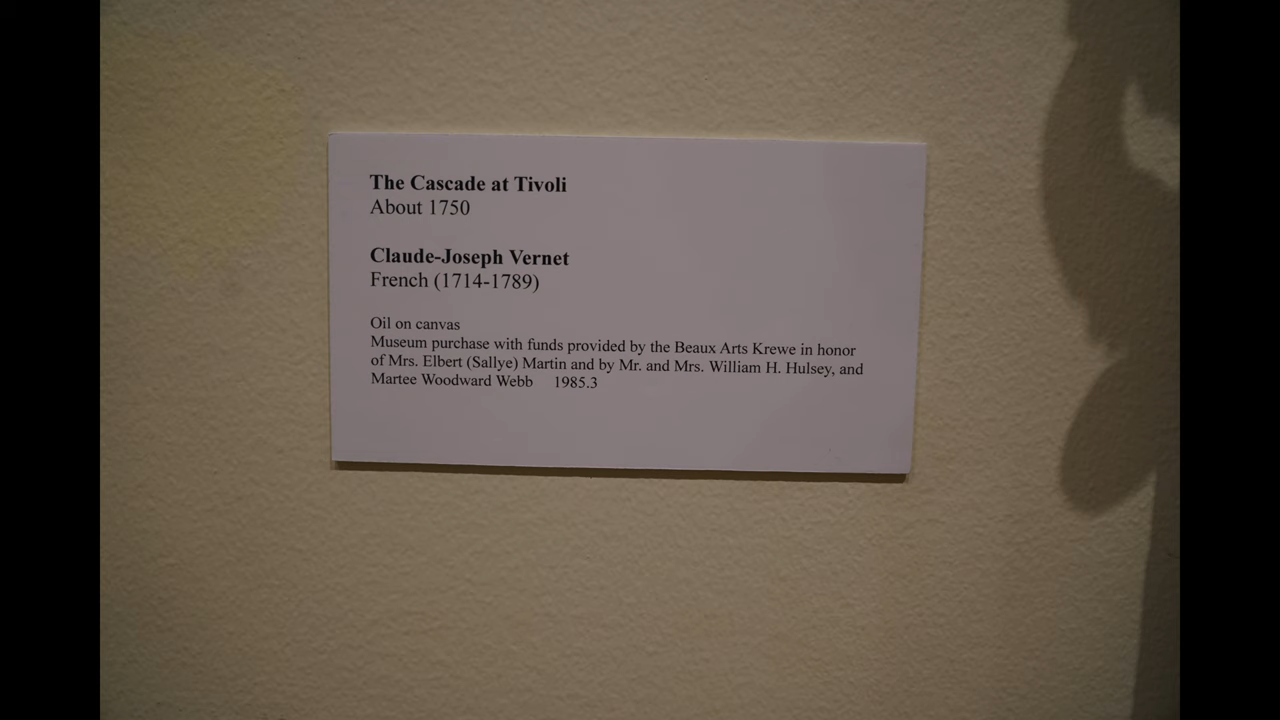 The Cascade at Tivoli
About 1750
Claude-Joseph Vernet
French (1714-1789)
Oil on canvas
Museum purchase with funds provided by the Beaux Arts Krewe in honor
of Mrs. Elbert (Sallye) Martin and by Mr. and Mrs. William H. Hulsey, and
Martee Woodward Webb 1985.3